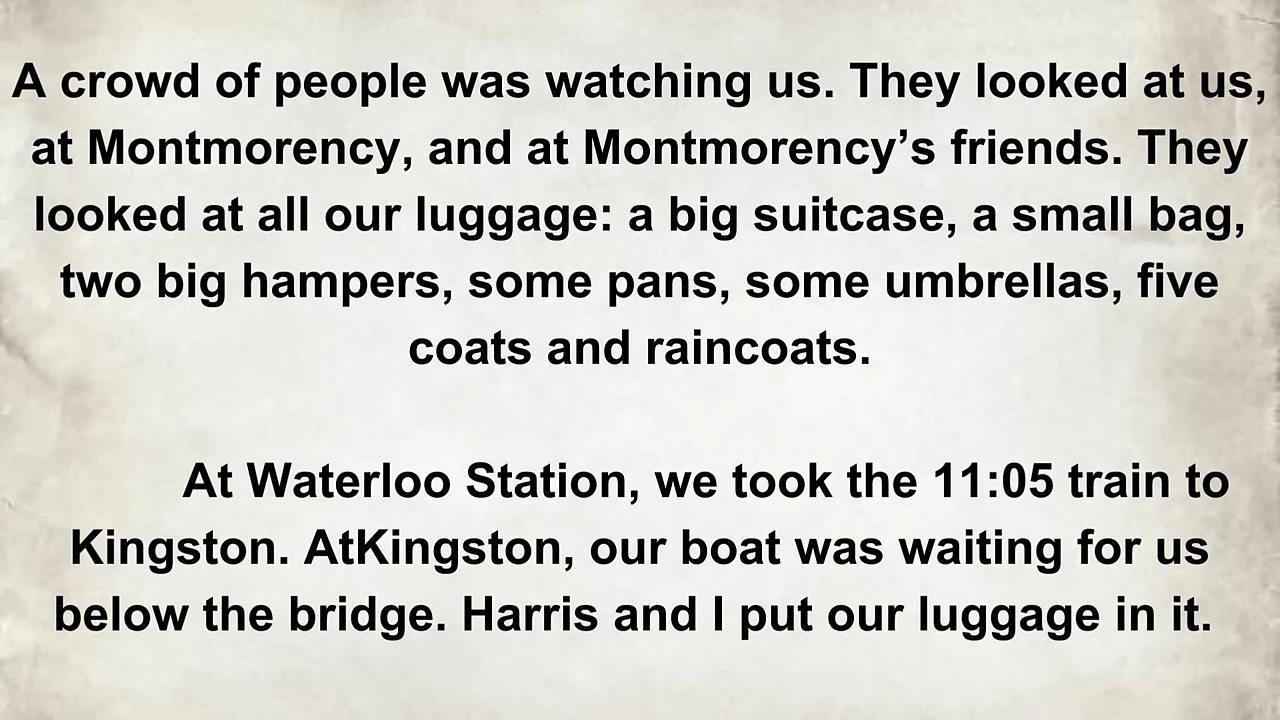 A crowd of people was watching us. They looked at us,
at Montmorency, and at Montmorency’s friends. They
looked at all our luggage: a big suitcase, a small bag,
two big hampers, some pans, some umbrellas, five
coats and raincoats.
At Waterloo Station, we took the 11:05 train to
Kingston. AtKingston, our boat was waiting for us
below the bridge. Harris and I put our luggage in it.